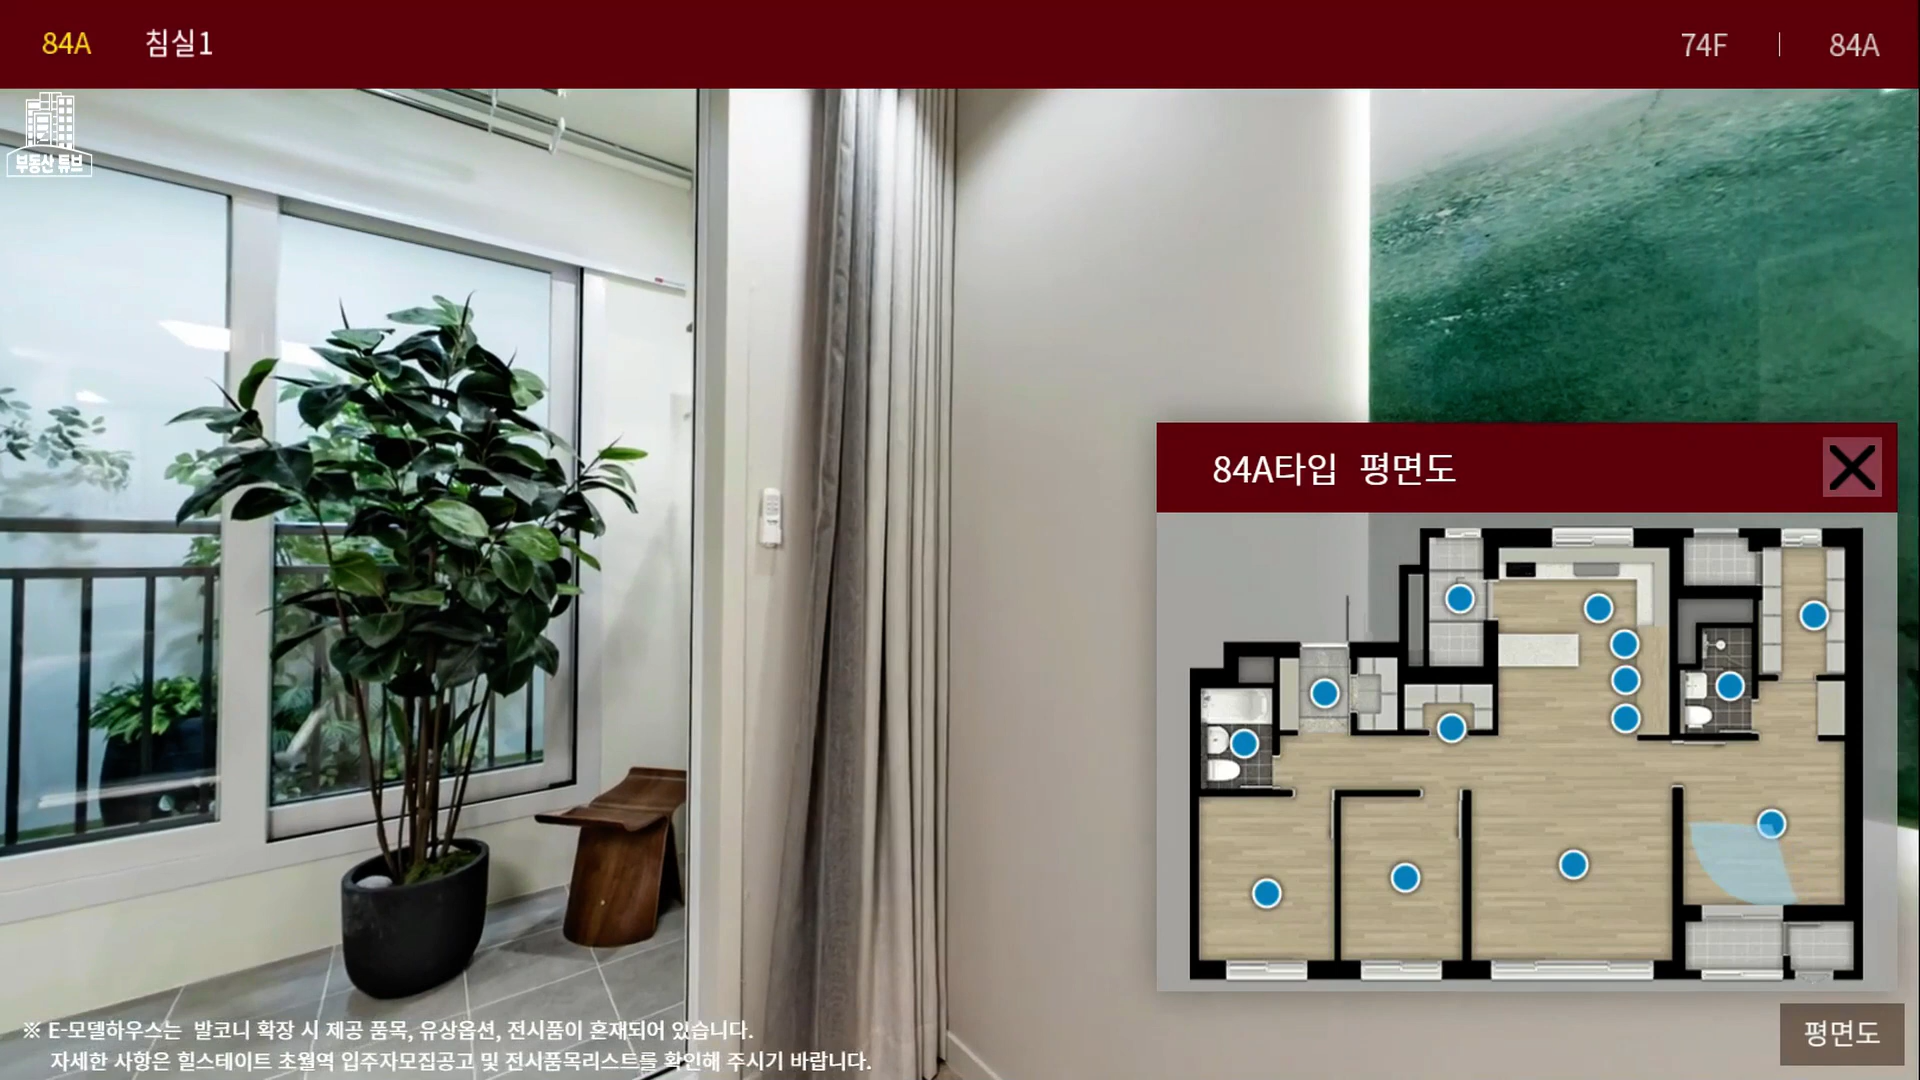 84A 침실1
74F | 84A
부동산 튜브
84A타입 평면도
※ E-모델하우스는 발코니 확장 시 제공 품목, 유상옵션, 전시품이 혼재되어 있습니다.
자세한 사항은 힐스테이트 초월역 입주자모집공고 및 전시품목리스트를 확인해 주시기 바랍니다.
평면도